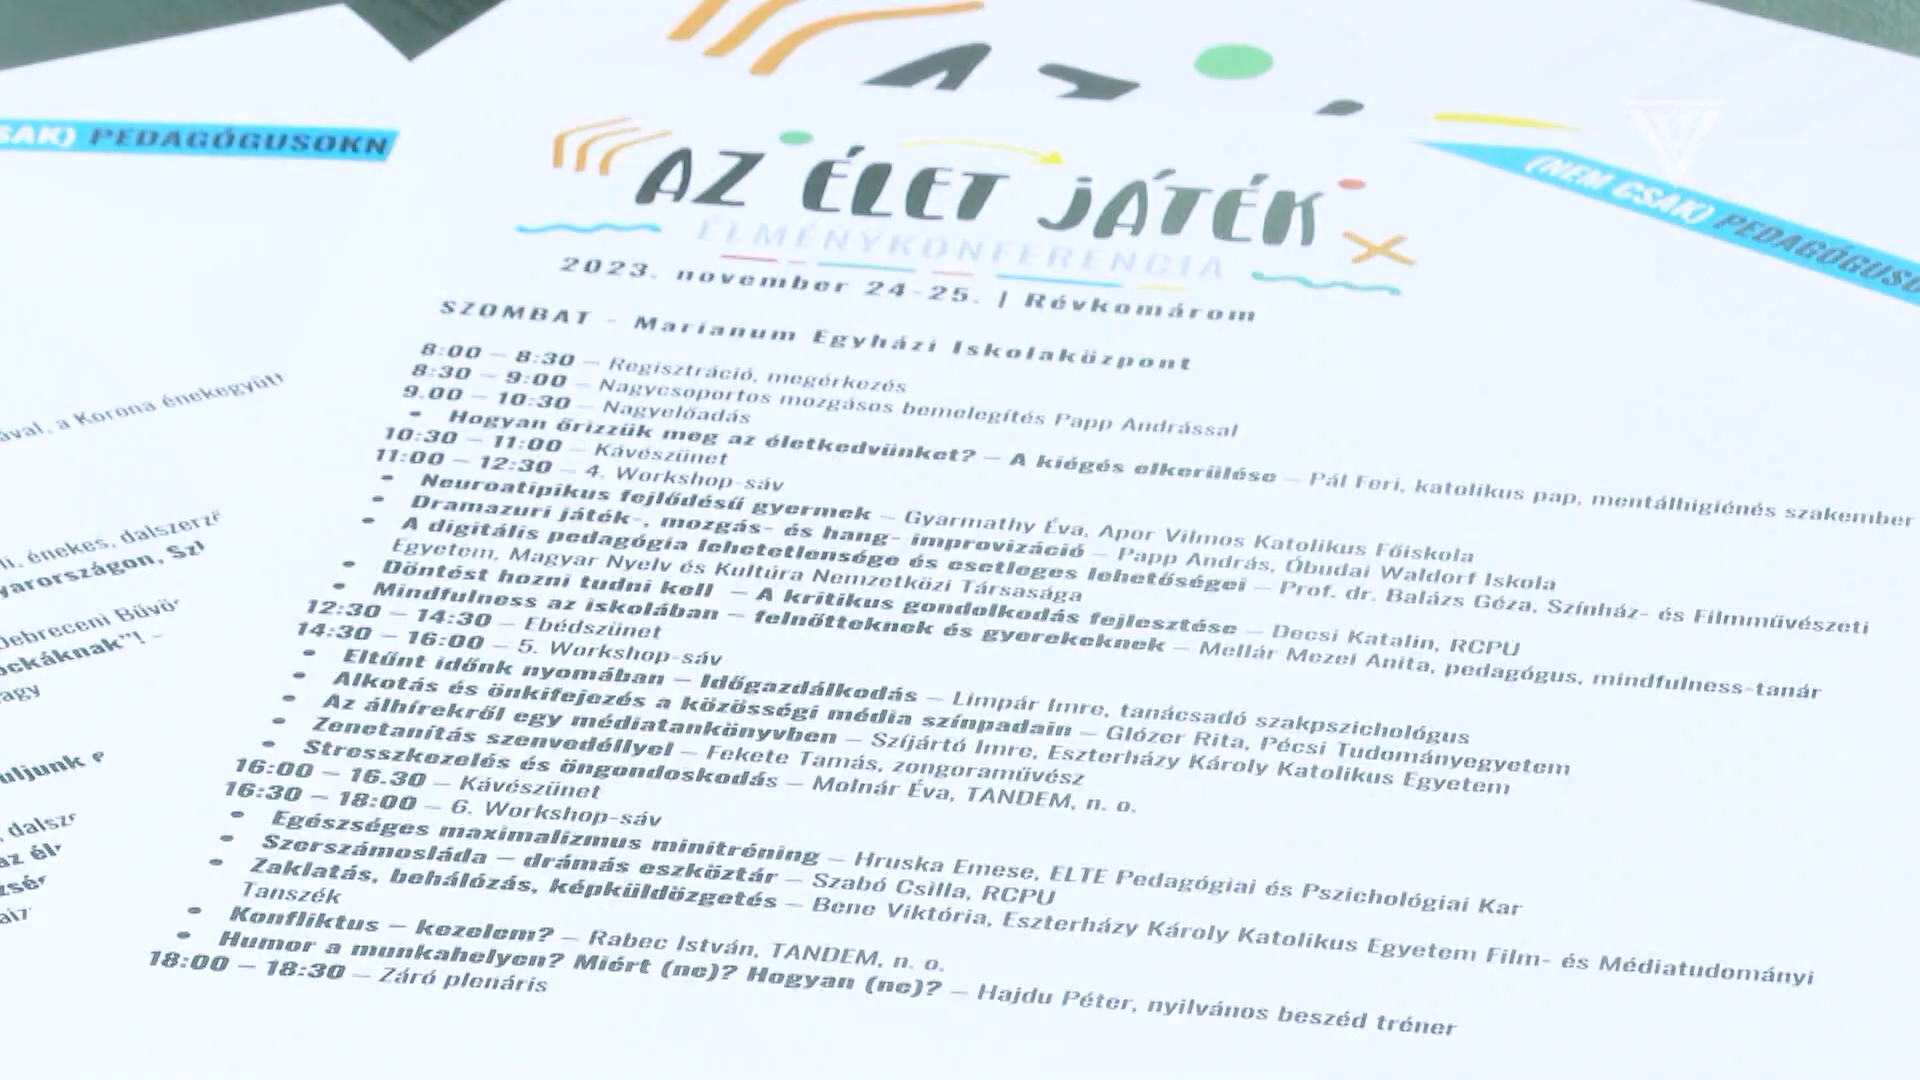 PEDAGÓGUSOKN
(NEM CSAK) PEDAGÓGUSO
AZ ÉLET JÁTÉK
ÉLMÉNYKONFERENCIA
2023. november 24-25. | Révkomárom
SZOMBAT - Marianum Egyházi Iskolaközpont
8:00 – 8:30 – Regisztráció, megérkezés
8:30 – 9:00 – Nagycsoportos mozgásos bemelegítés Papp Andrással
9.00 – 10:30 – Nagyelőadás
• Hogyan őrizzük meg az életkedvünket? – A kiégés elkerülése – Pál Feri, katolikus pap, mentálhigiénés szakember
10:30 – 11:00 – Kávészünet
11:00 – 12:30 – 4. Workshop-sáv
• Neuroatipikus fejlődésű gyermek – Gyarmathy Éva, Apor Vilmos Katolikus Főiskola
• Dramazuri játék-, mozgás- és hang- improvizáció – Papp András, Óbudai Waldorf Iskola
• A digitális pedagógia lehetetlensége és esetleges lehetőségei – Prof. dr. Balázs Géza, Színház- és Filmművészeti
Egyetem, Magyar Nyelv és Kultúra Nemzetközi Társasága
• Döntést hozni tudni kell – A kritikus gondolkodás fejlesztése – Decsi Katalin, RCPU
• Mindfulness az iskolában – felnőtteknek és gyerekeknek – Mellár Mezei Anita, pedagógus, mindfulness-tanár
12:30 – 14:30 – Ebédszünet
14:30 – 16:00 – 5. Workshop-sáv
• Eltűnt időnk nyomában – Időgazdálkodás – Limpár Imre, tanácsadó szakpszichológus
• Alkotás és önkifejezés a közösségi média színpadain – Glózer Rita, Pécsi Tudományegyetem
• Az álhírekről egy médiatankönyvben – Szíjártó Imre, Eszterházy Károly Katolikus Egyetem
• Zenetanítás szenvedéllyel – Fekete Tamás, zongoraművész
• Stresszkezelés és öngondoskodás – Molnár Éva, TANDEM, n. o.
16:00 – 16.30 – Kávészünet
16:30 – 18:00 – 6. Workshop-sáv
• Egészséges maximalizmus minitréning – Hruska Emese, ELTE Pedagógiai és Pszichológiai Kar
• Szerszámosláda – drámás eszköztár – Szabó Csilla, RCPU
• Zaklatás, behálózás, képküldözgetés – Bene Viktória, Eszterházy Károly Katolikus Egyetem Film- és Médiatudományi
Tanszék
• Konfliktus – kezelem? – Rabec István, TANDEM, n. o.
• Humor a munkahelyen? Miért (ne)? Hogyan (ne)? – Hajdu Péter, nyilvános beszéd tréner
18:00 – 18:30 – Záró plenáris
a Korona énekegyütt
énekes, dalszerz
Debreceni Bűvö